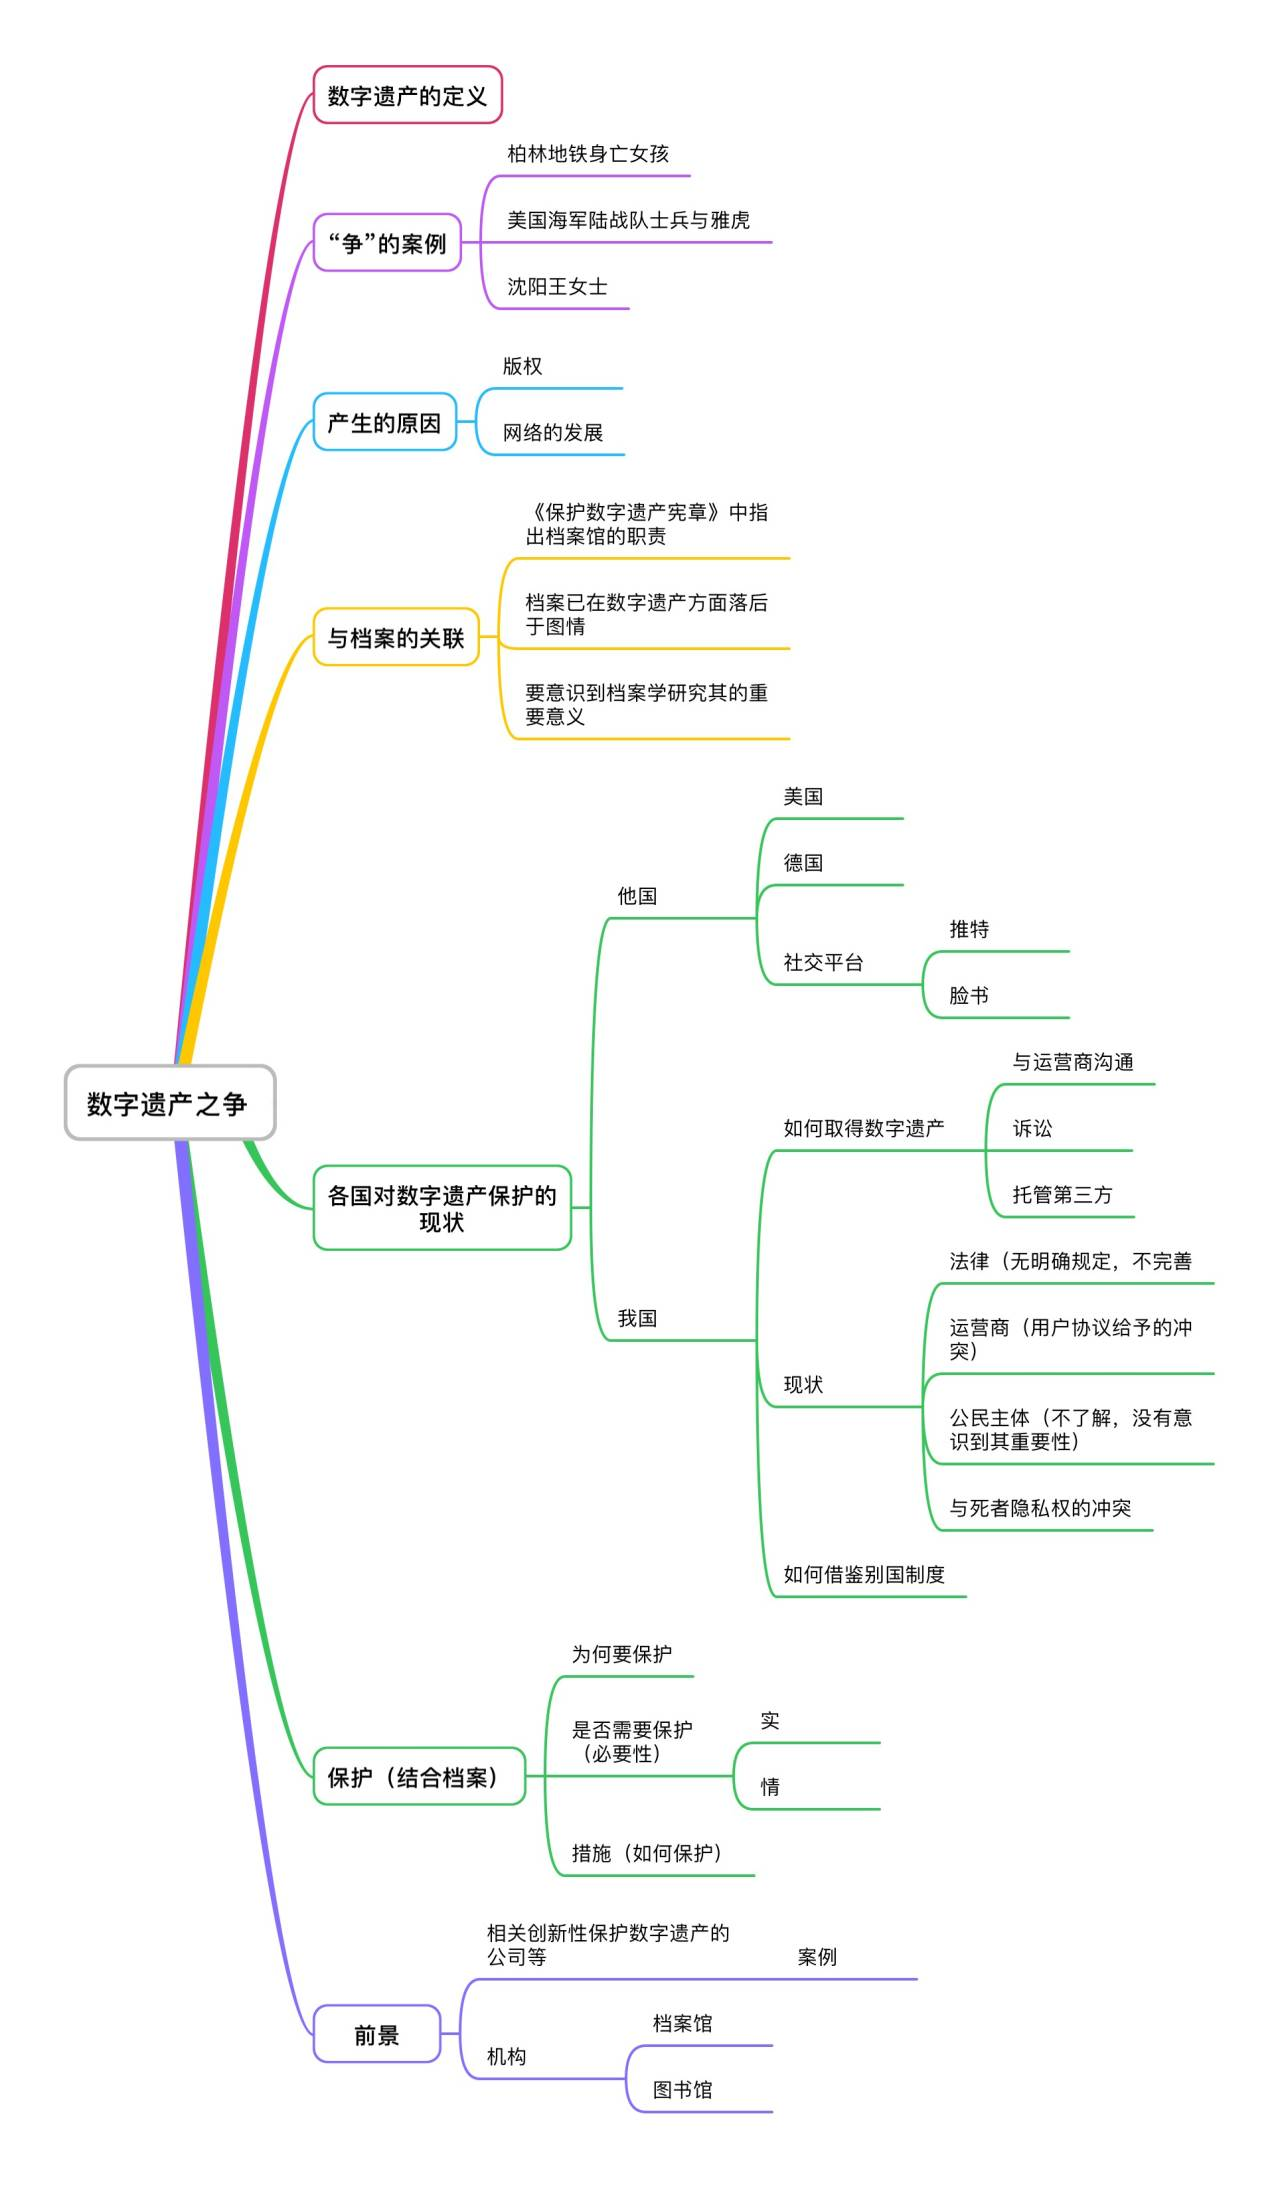 数字遗产的定义
柏林地铁身亡女孩
美国海军陆战队士兵与雅虎
“争”的案例
沈阳王女士
版权
产生的原因
网络的发展
《保护数字遗产宪章》中指
出档案馆的职责
档案已在数字遗产方面落后
于图情
与档案的关联
要意识到档案学研究其的重
要意义
美国
德国
他国
推特
社交平台
脸书
与运营商沟通
数字遗产之争
如何取得数字遗产
诉讼
托管第三方
各国对数字遗产保护的
现状
法律（无明确规定，不完善
我国
运营商（用户协议给予的冲
突）
现状
公民主体（不了解，没有意
识到其重要性）
与死者隐私权的冲突
如何借鉴别国制度
为何要保护
是否需要保护
（必要性）
实
情
保护（结合档案）
措施（如何保护）
相关创新性保护数字遗产的
公司等
案例
前景
档案馆
机构
图书馆